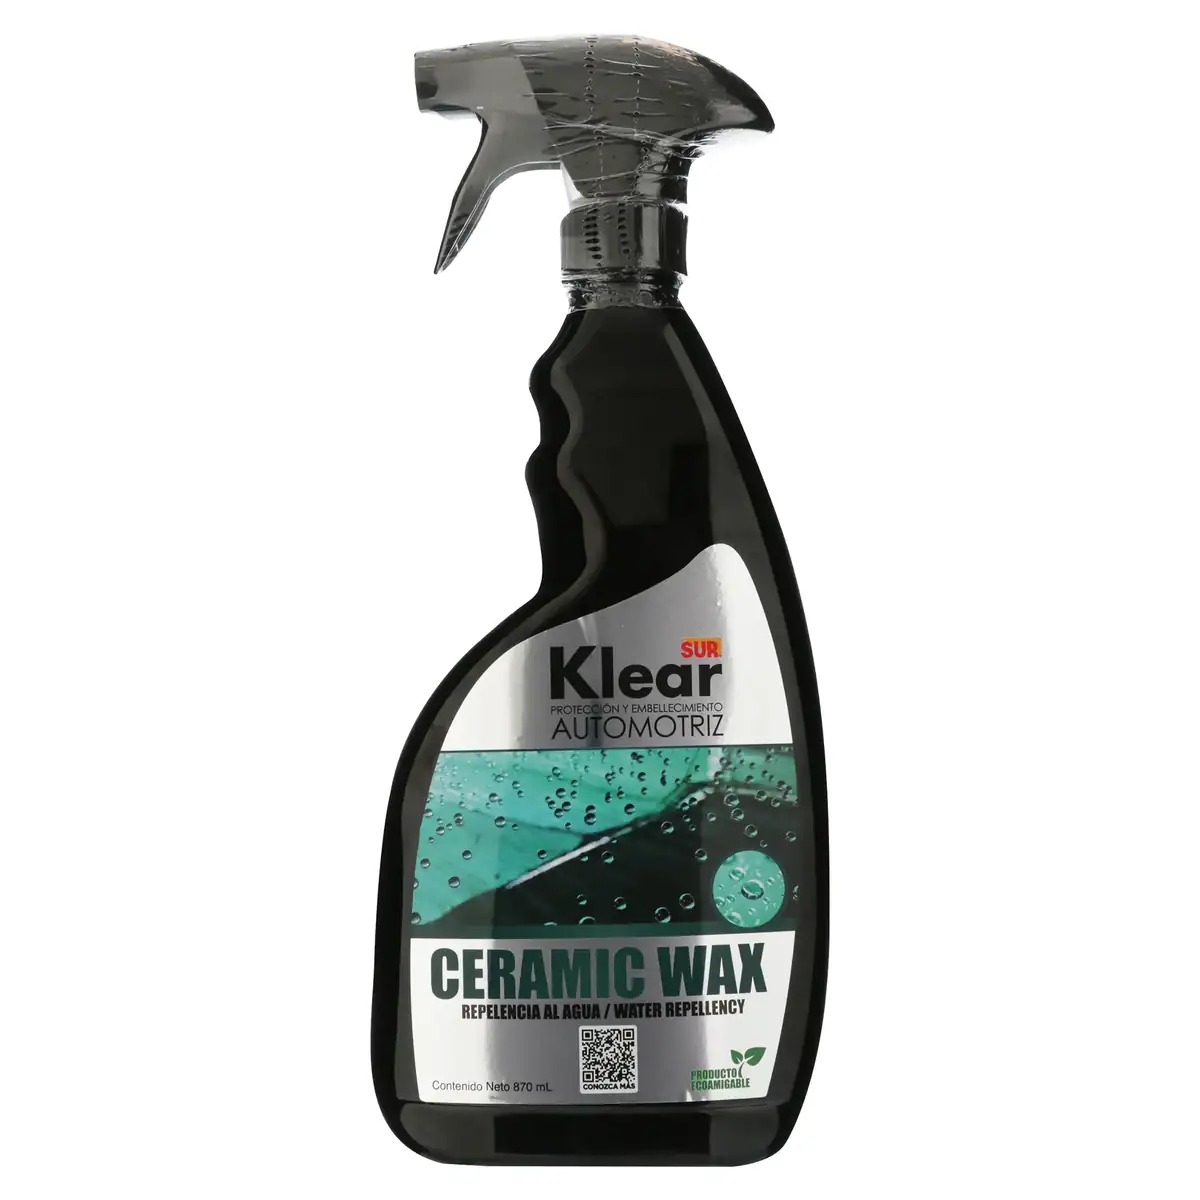 SUR
Klear
PROTECCIÓN Y EMBELLECIMIENTO
AUTOMOTRIZ
CERAMIC WAX
REPELENCIA AL AGUA / WATER REPELLENCY
CONOZCA MÁS
Contenido Neto 870 mL
PRODUCTO
ECOAMIGABLE